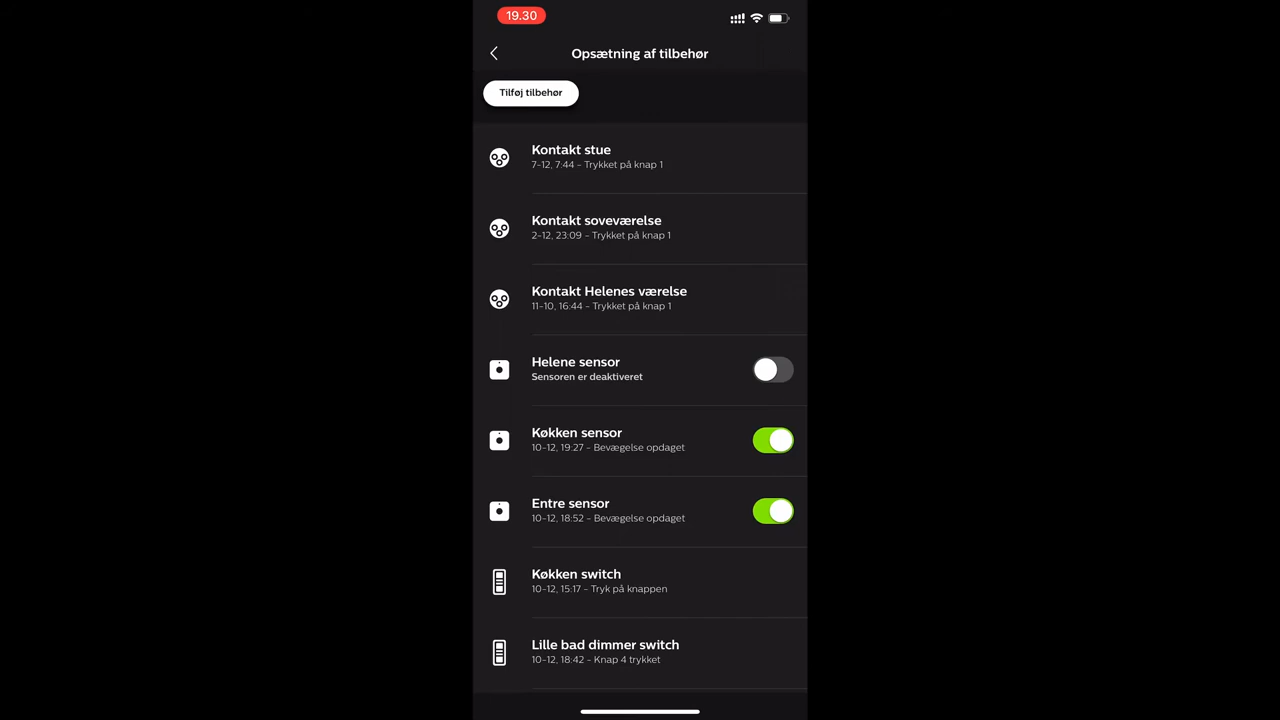 19.30
Opsætning af tilbehør
Tilføj tilbehør
Kontakt stue
7-12, 7:44 - Trykket på knap 1
Kontakt soveværelse
2-12, 23:09 - Trykket på knap 1
Kontakt Helenes værelse
11-10, 16:44 - Trykket på knap 1
Helene sensor
Sensoren er deaktiveret
Køkken sensor
10-12, 19:27 - Bevægelse opdaget
Entre sensor
10-12, 18:52 - Bevægelse opdaget
Køkken switch
10-12, 15:17 - Tryk på knappen
Lille bad dimmer switch
10-12, 18:42 - Knap 4 trykket